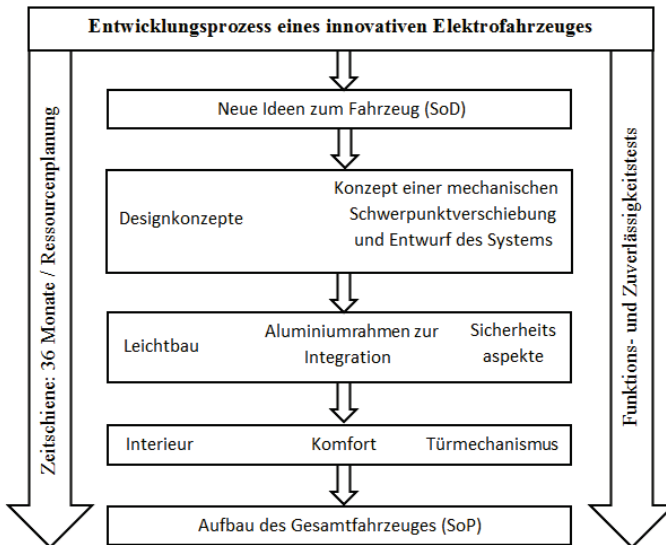 Entwicklungsprozess eines innovativen Elektrofahrzeuges
Zeitschiene: 36 Monate / Ressourcenplanung
Neue Ideen zum Fahrzeug (SoD)
Designkonzepte
Konzept einer mechanischen
Schwerpunktverschiebung
und Entwurf des Systems
Leichtbau
Aluminiumrahmen zur
Integration
Sicherheits
aspekte
Interieur
Komfort
Türmechanismus
Aufbau des Gesamtfahrzeuges (SoP)
Funktions- und Zuverlässigkeitstests